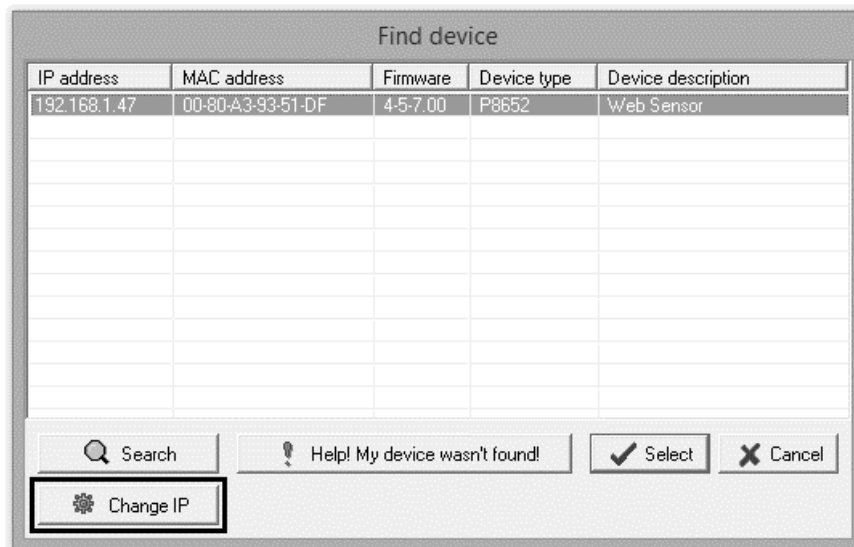 Find device
IP address MAC address Firmware Device type Device description
192.168.1.47 00-80-A3-93-51-DF 4-5-7.00 P8652 Web Sensor
Search Help! My device wasn't found! Select Cancel
Change IP